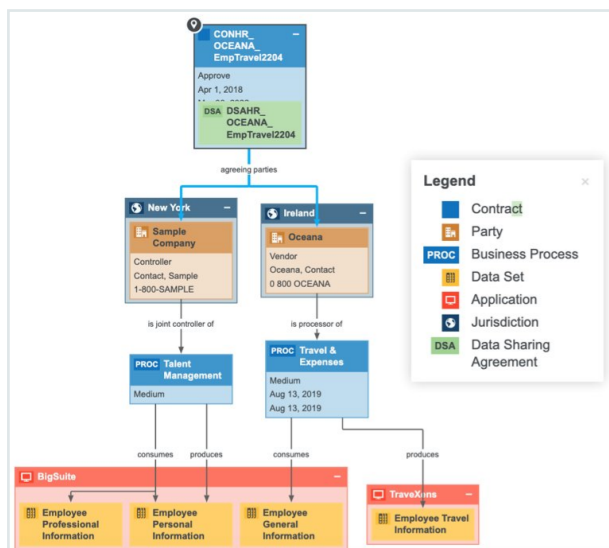 CONHR_
OCEANA_
EmpTravel2204
Approve
Apr 1, 2018
DSA DSAHR_
OCEANA_
EmpTravel2204
agreeing parties
New York
Sample
Company
Controller
Contact, Sample
1-800-SAMPLE
Ireland
Oceana
Vendor
Oceana, Contact
0 800 OCEANA
is joint controller of
is processor of
PROC Talent
Management
Medium
PROC Travel &
Expenses
Medium
Aug 13, 2019
Aug 13, 2019
consumes
produces
consumes
produces
BigSuite
Employee
Professional
Information
Employee
Personal
Information
Employee
General
Information
TraveXens
Employee Travel
Information
Legend
Contract
Party
PROC Business Process
Data Set
Application
Jurisdiction
DSA Data Sharing
Agreement